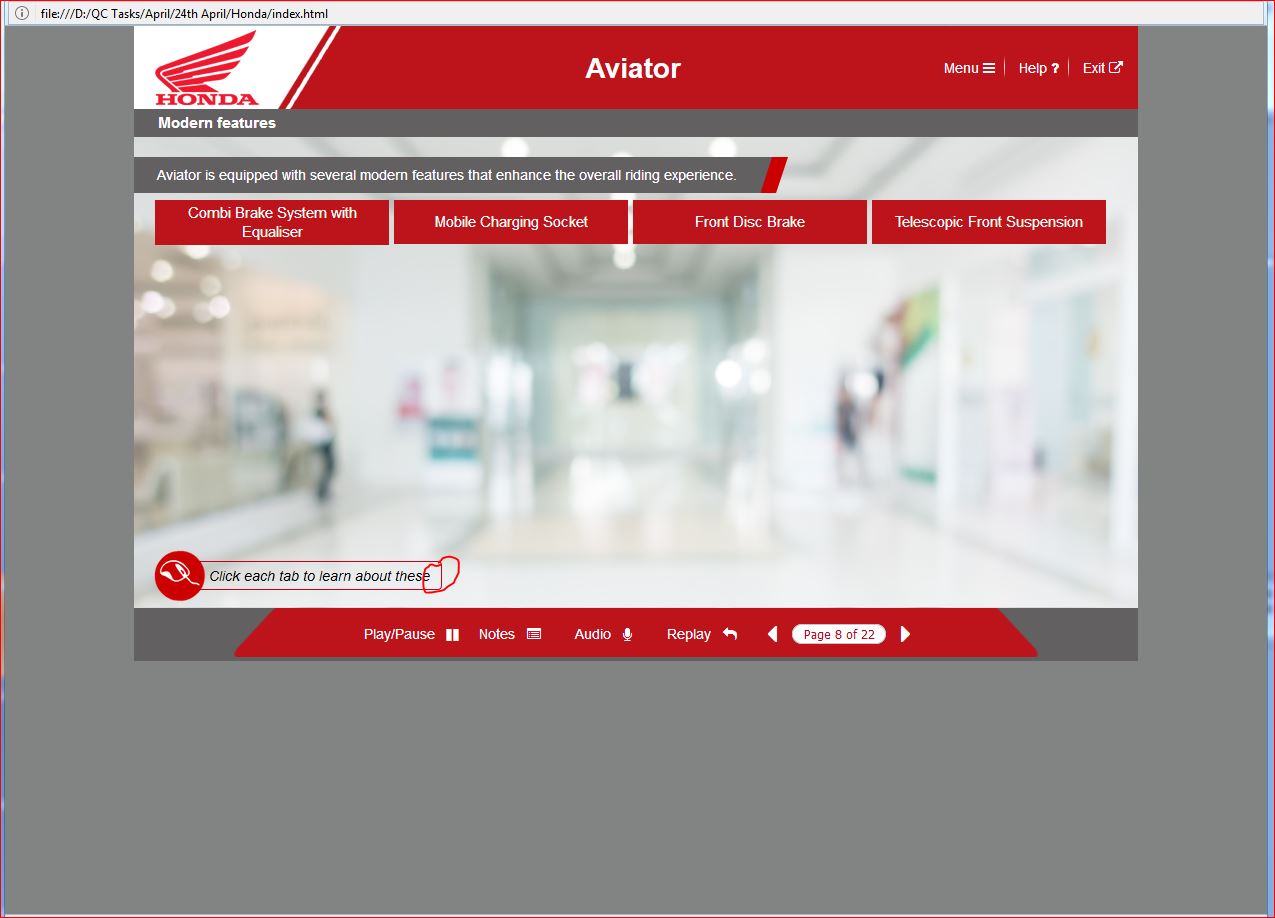 file:///D:/QC Tasks/April/24th April/Honda/index.html
HONDA
Aviator
Menu
Help ?
Exit
Modern features
Aviator is equipped with several modern features that enhance the overall riding experience.
Combi Brake System with
Equaliser
Mobile Charging Socket
Front Disc Brake
Telescopic Front Suspension
Click each tab to learn about these
Play/Pause
Notes
Audio
Replay
Page 8 of 22